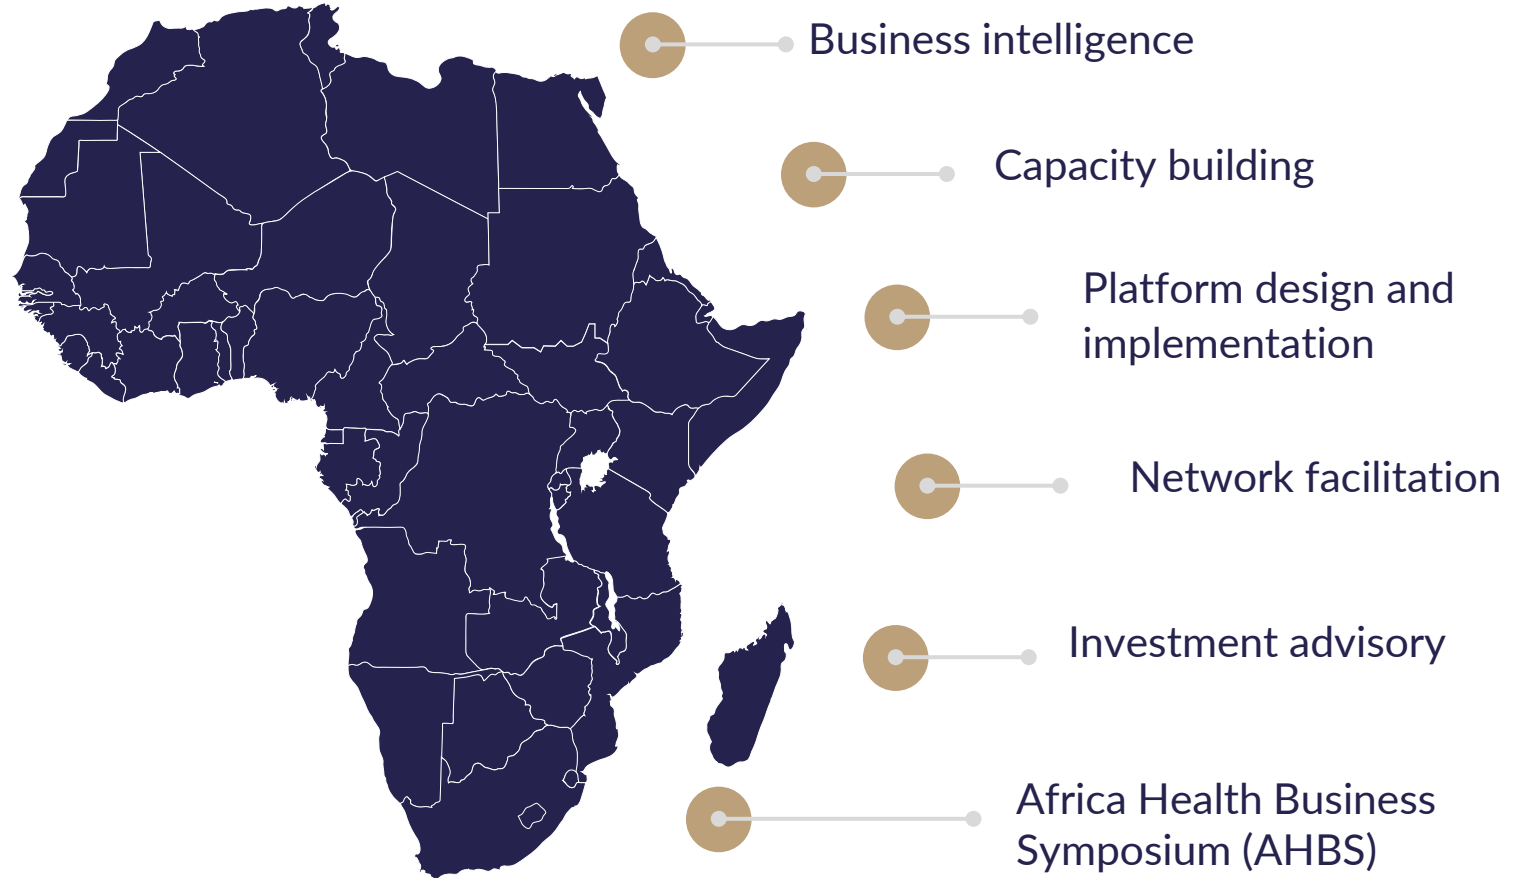 Business intelligence
Capacity building
Platform design and
implementation
Network facilitation
Investment advisory
Africa Health Business
Symposium (AHBS)